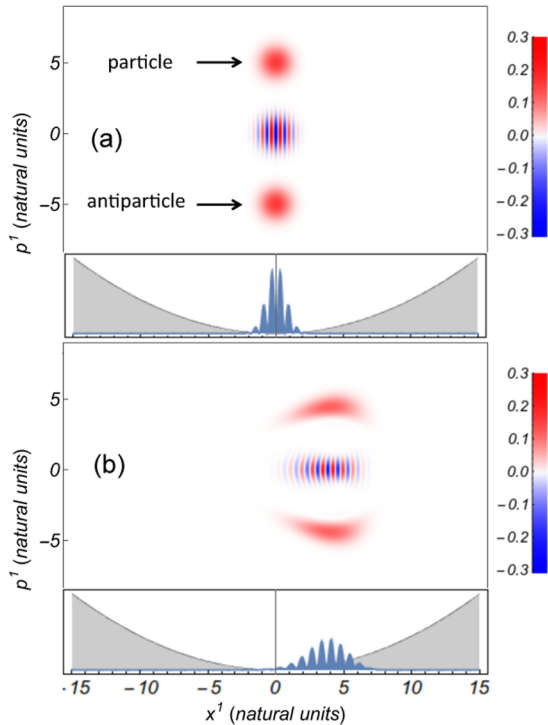 particle
(a)
antiparticle
p¹ (natural units)
5
0
−5
0.3
0.2
0.1
0.0
−0.1
−0.2
−0.3
(b)
p¹ (natural units)
5
0
−5
0.3
0.2
0.1
0.0
−0.1
−0.2
−0.3
-15 −10 −5 0 5 10 15
x¹ (natural units)